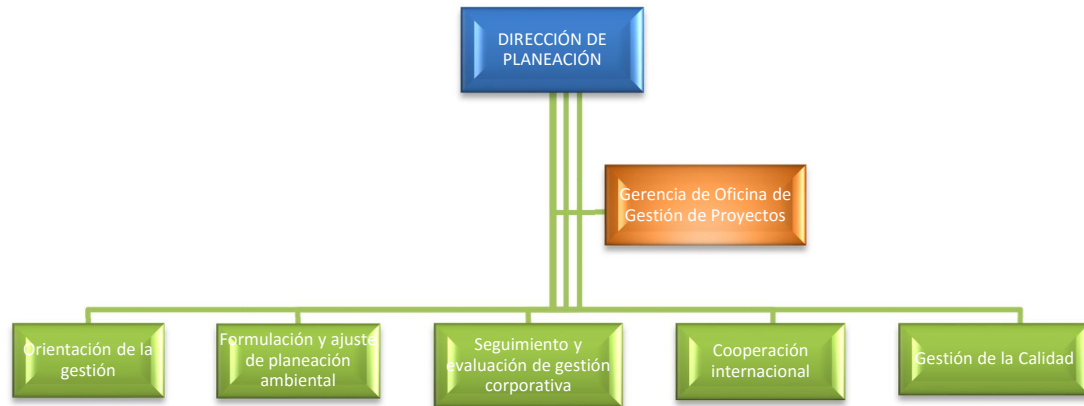 DIRECCIÓN DE
PLANEACIÓN
Gerencia de Oficina de
Gestión de Proyectos
Orientación de la
gestión
Formulación y ajuste
de planeación
ambiental
Seguimiento y
evaluación de gestión
corporativa
Cooperación
internacional
Gestión de la Calidad